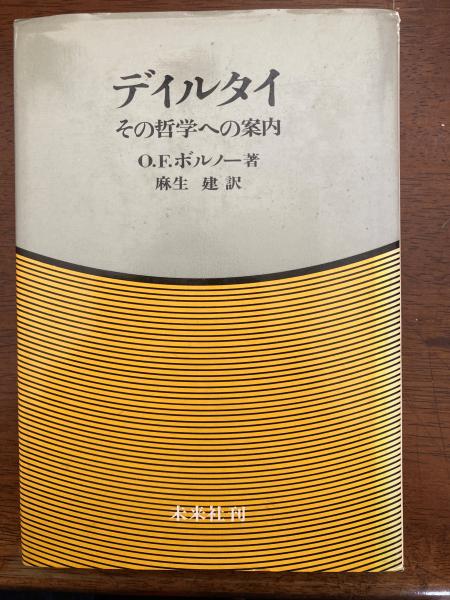 デイルタイ
その哲学への案内
O.F.ボルノー著
麻生 建 訳
未来社刊